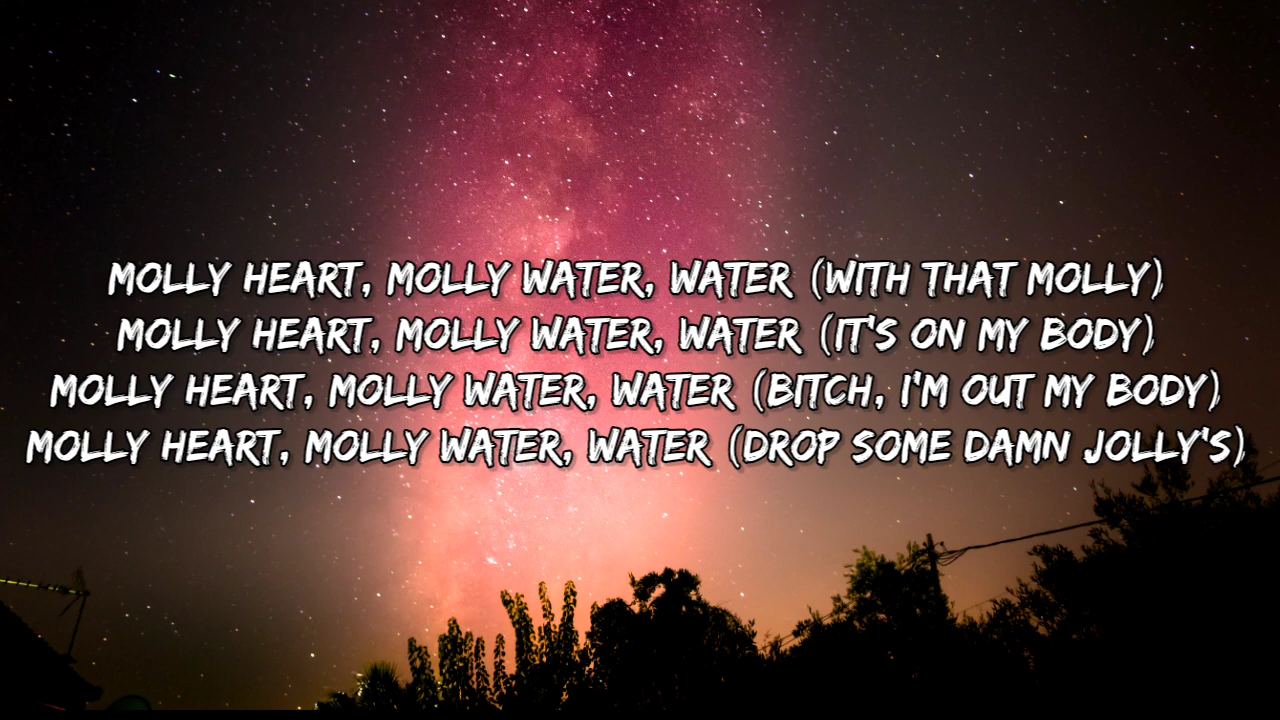 MOLLY HEART, MOLLY WATER, WATER (WITH THAT MOLLY)
MOLLY HEART, MOLLY WATER, WATER (IT'S ON MY BODY)
MOLLY HEART, MOLLY WATER, WATER (BITCH, I'M OUT MY BODY)
MOLLY HEART, MOLLY WATER, WATER (DROP SOME DAMN JOLLY'S)